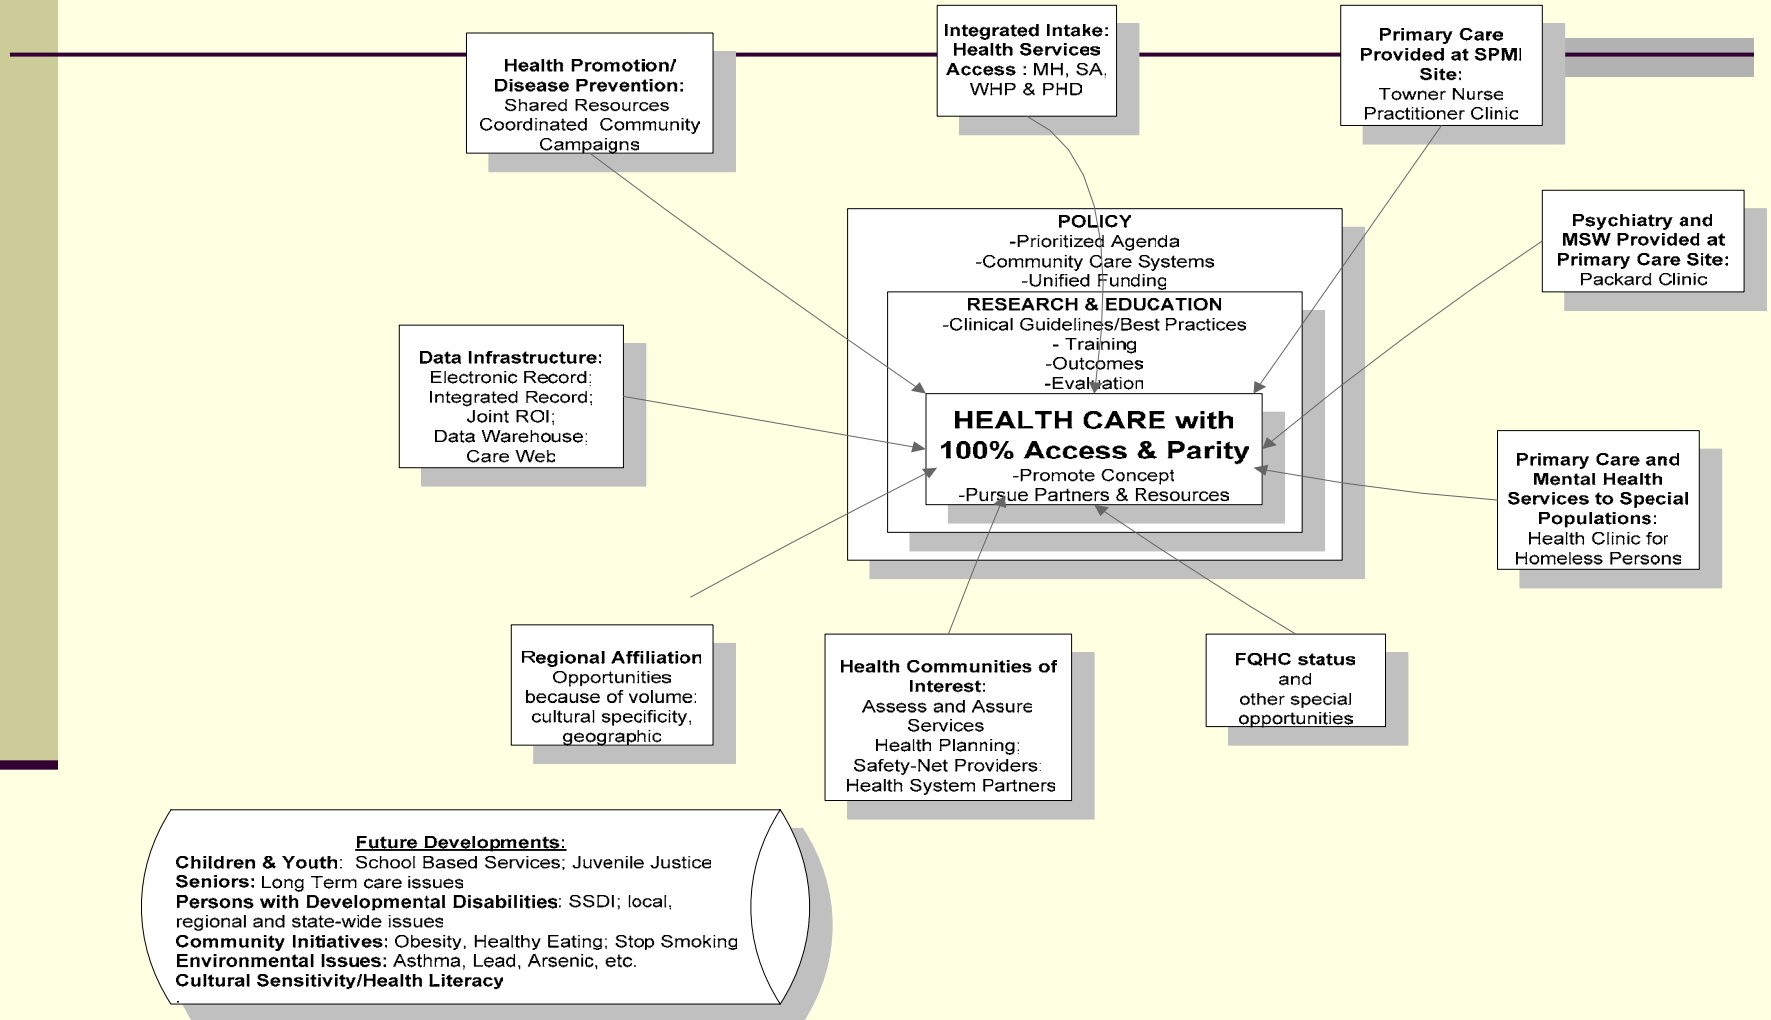 Health Promotion/
Disease Prevention:
Shared Resources
Coordinated Community
Campaigns
Integrated Intake:
Health Services
Access : MH, SA,
WHP & PHD
Primary Care
Provided at SPMI
Site:
Towner Nurse
Practitioner Clinic
Psychiatry and
MSW Provided at
Primary Care Site:
Packard Clinic
POLICY
-Prioritized Agenda
-Community Care Systems
-Unified Funding
RESEARCH & EDUCATION
-Clinical Guidelines/Best Practices
- Training
-Outcomes
-Evaluation
HEALTH CARE with
100% Access & Parity
-Promote Concept
-Pursue Partners & Resources
Data Infrastructure:
Electronic Record;
Integrated Record;
Joint ROI;
Data Warehouse;
Care Web
Primary Care and
Mental Health
Services to Special
Populations:
Health Clinic for
Homeless Persons
Regional Affiliation
Opportunities
because of volume:
cultural specificity,
geographic
Health Communities of
Interest:
Assess and Assure
Services
Health Planning;
Safety-Net Providers:
Health System Partners
FQHC status
and
other special
opportunities
Future Developments:
Children & Youth: School Based Services; Juvenile Justice
Seniors: Long Term care issues
Persons with Developmental Disabilities: SSDI; local,
regional and state-wide issues
Community Initiatives: Obesity, Healthy Eating; Stop Smoking
Environmental Issues: Asthma, Lead, Arsenic, etc.
Cultural Sensitivity/Health Literacy
.